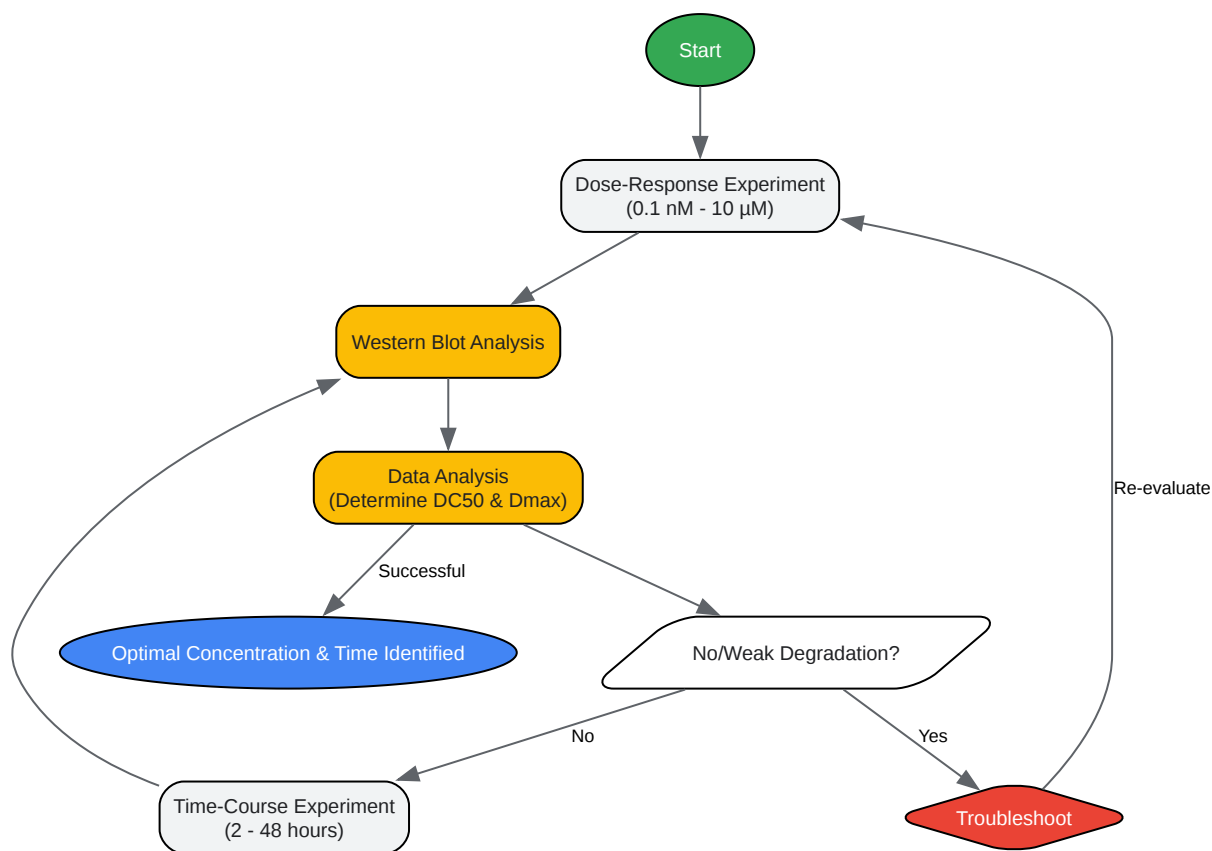 Start
Dose-Response Experiment
(0.1 nM - 10 µM)
Western Blot Analysis
Data Analysis
(Determine DC50 & Dmax)
Re-evaluate
Successful
Optimal Concentration & Time Identified
No/Weak Degradation?
No
Yes
Time-Course Experiment
(2 - 48 hours)
Troubleshoot